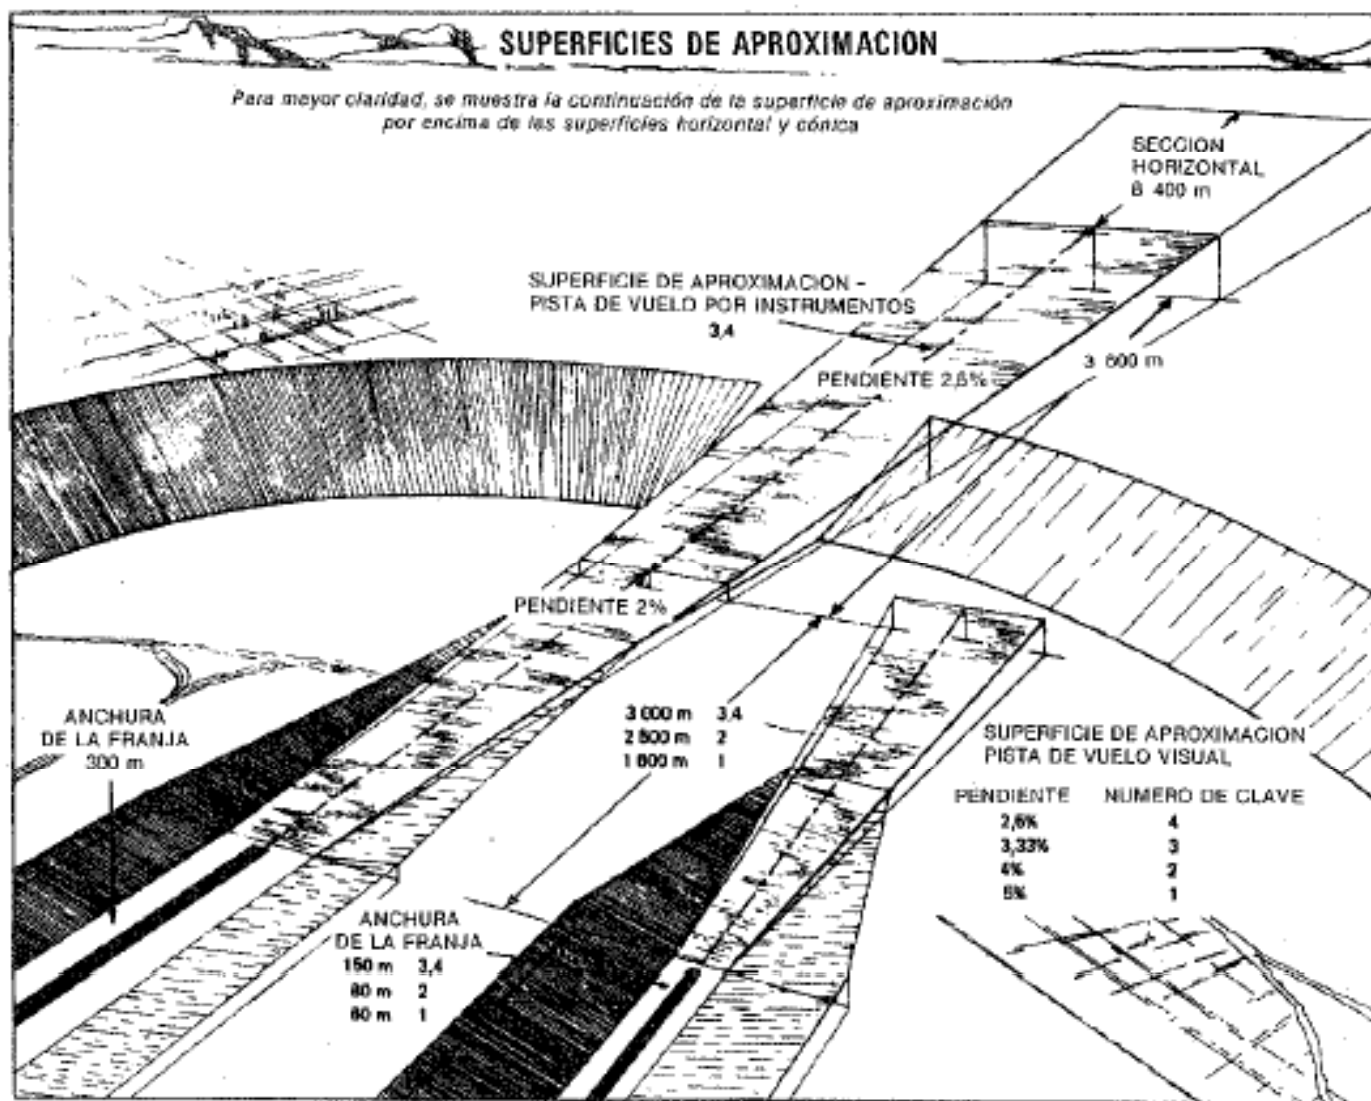 SUPERFICIES DE APROXIMACION
Para mayor claridad, se muestra la continuación de la superficie de aproximación
por encima de las superficies horizontal y cónica
SECCION
HORIZONTAL
8 400 m
SUPERFICIE DE APROXIMACION –
PISTA DE VUELO POR INSTRUMENTOS
3,4
3 600 m
PENDIENTE 2,5%
PENDIENTE 2%
ANCHURA
DE LA FRANJA
300 m
3 000 m 3,4
2 500 m 2
1 600 m 1
SUPERFICIE DE APROXIMACION
PISTA DE VUELO VISUAL
PENDIENTE NUMERO DE CLAVE
2,5% 4
3,33% 3
4% 2
5% 1
ANCHURA
DE LA FRANJA
150 m 3,4
80 m 2
60 m 1